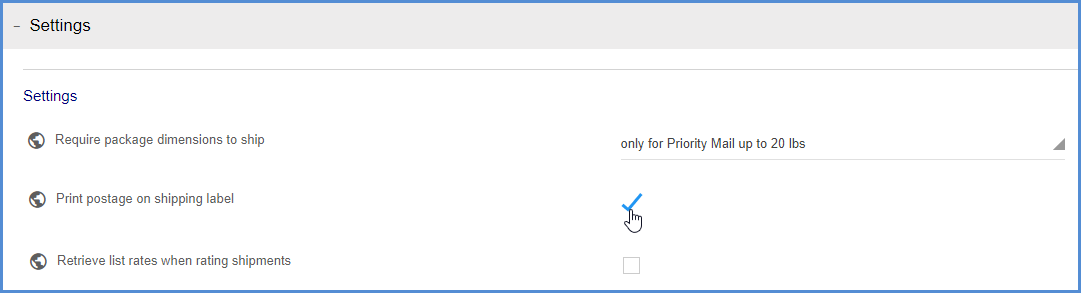 Settings
Settings
Require package dimensions to ship
only for Priority Mail up to 20 lbs
Print postage on shipping label
Retrieve list rates when rating shipments